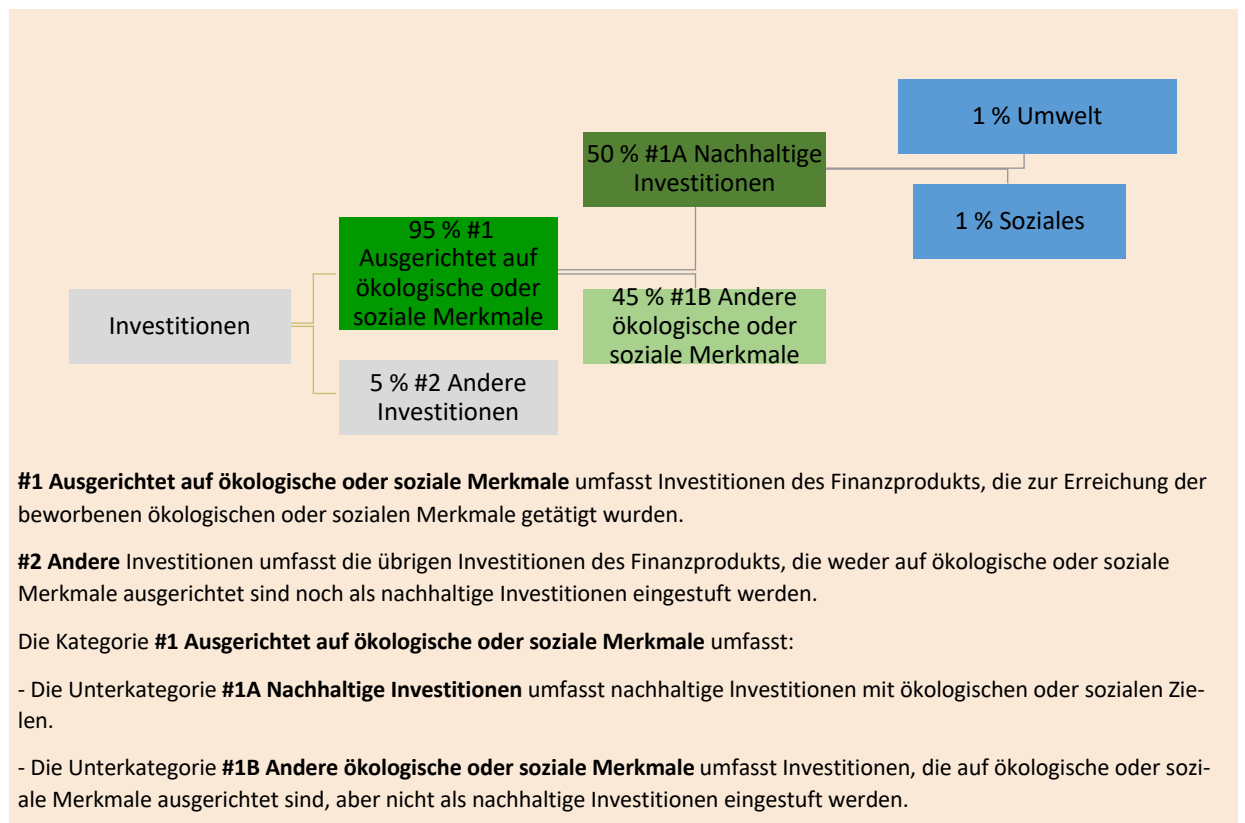 1 % Umwelt
50 % #1A Nachhaltige
Investitionen
1 % Soziales
95 % #1
Ausgerichtet auf
ökologische oder
soziale Merkmale
45 % #1B Andere
ökologische oder
soziale Merkmale
Investitionen
5 % #2 Andere
Investitionen
#1 Ausgerichtet auf ökologische oder soziale Merkmale umfasst Investitionen des Finanzprodukts, die zur Erreichung der
beworbenen ökologischen oder sozialen Merkmale getätigt wurden.
#2 Andere Investitionen umfasst die übrigen Investitionen des Finanzprodukts, die weder auf ökologische oder soziale
Merkmale ausgerichtet sind noch als nachhaltige Investitionen eingestuft werden.
Die Kategorie #1 Ausgerichtet auf ökologische oder soziale Merkmale umfasst:
- Die Unterkategorie #1A Nachhaltige Investitionen umfasst nachhaltige lnvestitionen mit ökologischen oder sozialen Zie-
len.
- Die Unterkategorie #1B Andere ökologische oder soziale Merkmale umfasst Investitionen, die auf ökologische oder sozi-
ale Merkmale ausgerichtet sind, aber nicht als nachhaltige Investitionen eingestuft werden.